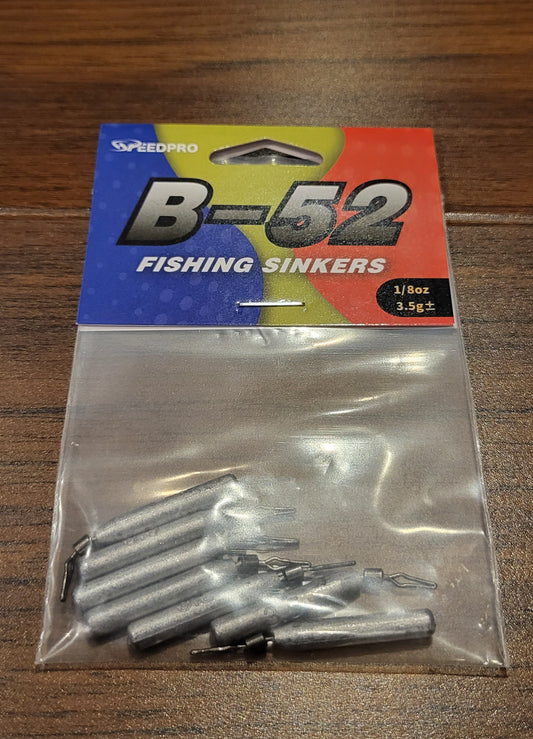 SPEEDPRO
B-52
FISHING SINKERS
1/8oz
3.5g±